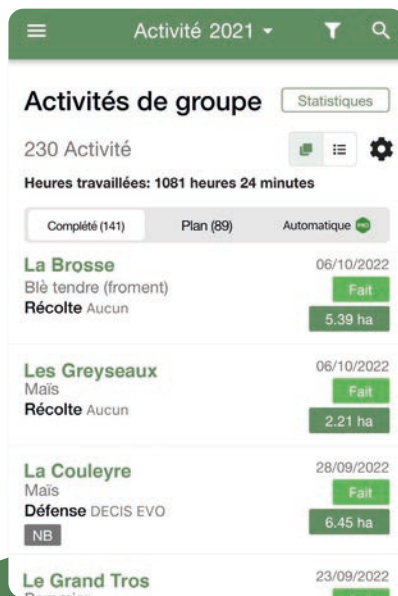 Activité 2021
Activités de groupe Statistiques
230 Activité
Heures travaillées: 1081 heures 24 minutes
Complété (141) Plan (89) Automatique PRO
La Brosse 06/10/2022
Blè tendre (froment) Fait
Récolte Aucun 5.39 ha
Les Greyseaux 06/10/2022
Maïs Fait
Récolte Aucun 2.21 ha
La Couleyre 28/09/2022
Maïs Fait
Défense DECIS EVO 6.45 ha
NB
Le Grand Tros 23/09/2022